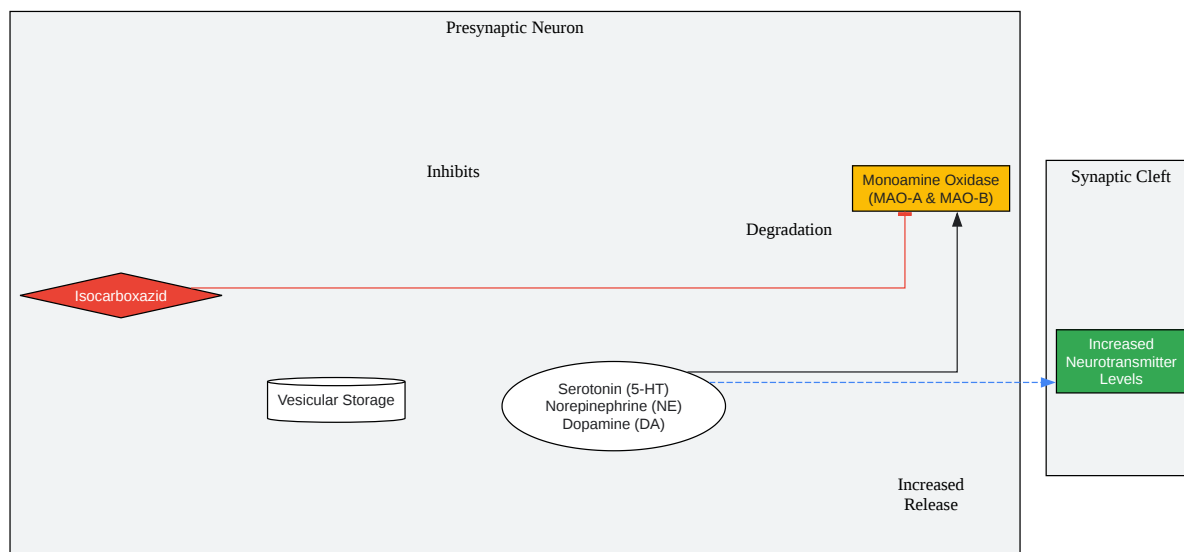 Presynaptic Neuron
Inhibits
Monoamine Oxidase
(MAO-A & MAO-B)
Synaptic Cleft
Degradation
Isocarboxazid
Increased
Neurotransmitter
Levels
Vesicular Storage
Serotonin (5-HT)
Norepinephrine (NE)
Dopamine (DA)
Increased
Release